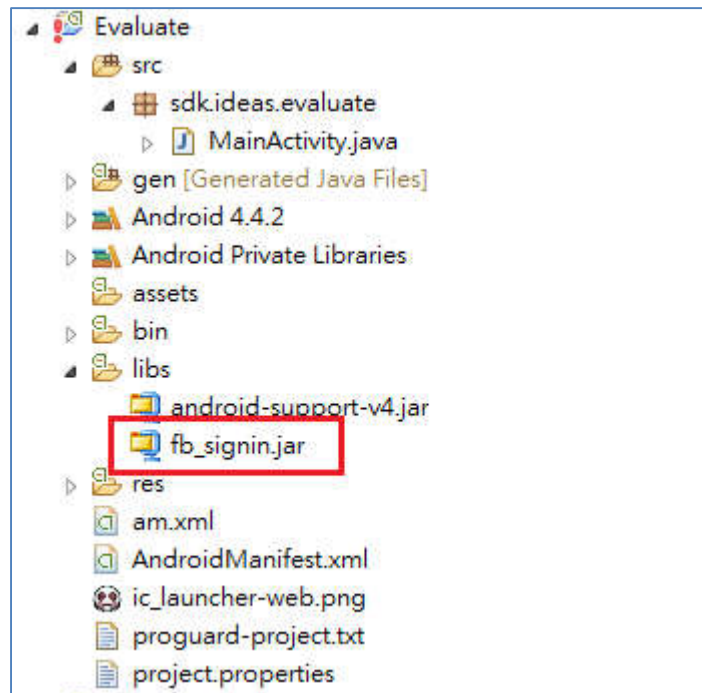 Evaluate
src
sdk.ideas.evaluate
MainActivity.java
gen [Generated Java Files]
Android 4.4.2
Android Private Libraries
assets
bin
libs
android-support-v4.jar
fb_signin.jar
res
am.xml
AndroidManifest.xml
ic_launcher-web.png
proguard-project.txt
project.properties